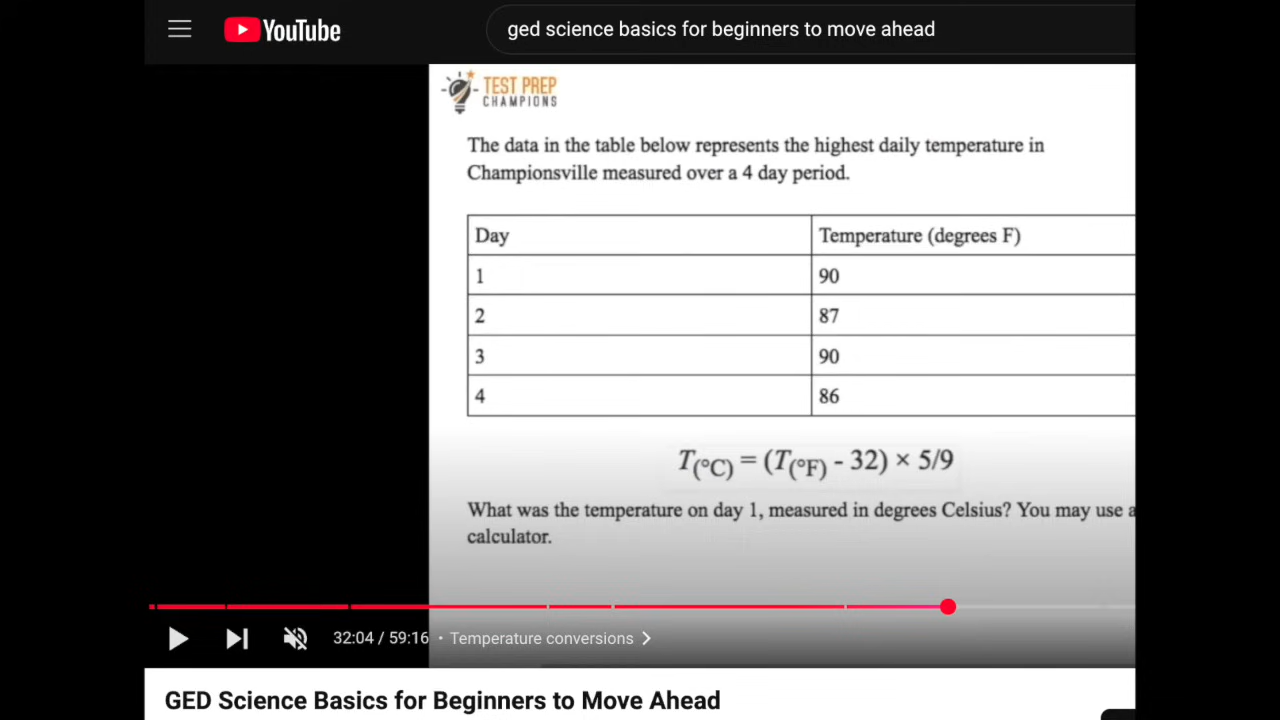 YouTube
ged science basics for beginners to move ahead
TEST PREP
CHAMPIONS
The data in the table below represents the highest daily temperature in
Championsville measured over a 4 day period.
Day Temperature (degrees F)
1 90
2 87
3 90
4 86
T(°C) = (T(°F) - 32) × 5/9
What was the temperature on day 1, measured in degrees Celsius? You may use a
calculator.
32:04 / 59:16 • Temperature conversions
GED Science Basics for Beginners to Move Ahead